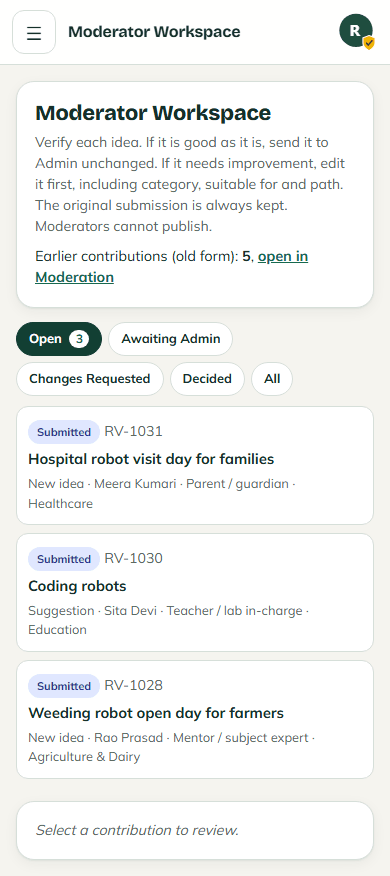 ☰ Moderator Workspace R
Moderator Workspace
Verify each idea. If it is good as it is, send it to
Admin unchanged. If it needs improvement, edit
it first, including category, suitable for and path.
The original submission is always kept.
Moderators cannot publish.
Earlier contributions (old form): 5, open in
Moderation
Open 3 Awaiting Admin
Changes Requested Decided All
Submitted RV-1031
Hospital robot visit day for families
New idea · Meera Kumari · Parent / guardian ·
Healthcare
Submitted RV-1030
Coding robots
Suggestion · Sita Devi · Teacher / lab in-charge ·
Education
Submitted RV-1028
Weeding robot open day for farmers
New idea · Rao Prasad · Mentor / subject expert ·
Agriculture & Dairy
Select a contribution to review.